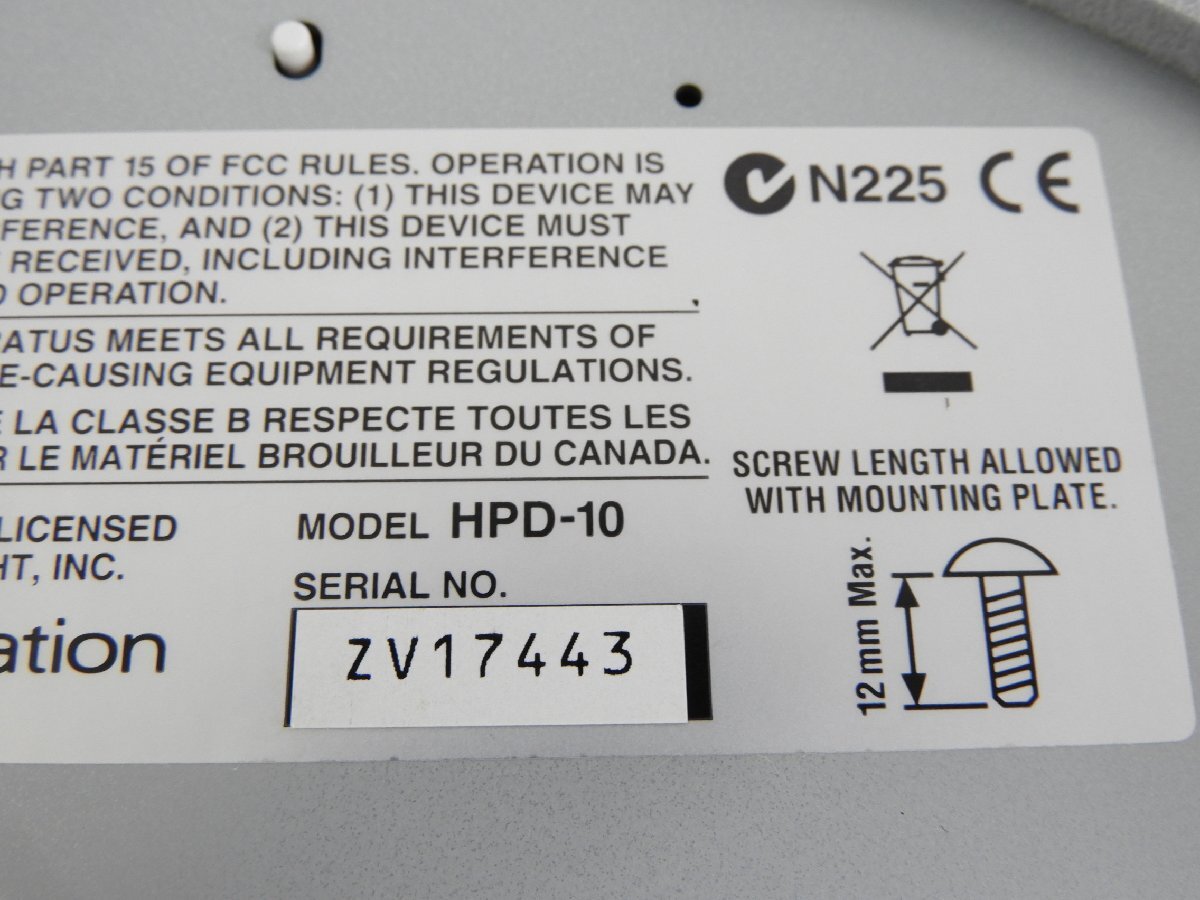 H PART 15 OF FCC RULES. OPERATION IS
G TWO CONDITIONS: (1) THIS DEVICE MAY
FERENCE, AND (2) THIS DEVICE MUST
RECEIVED, INCLUDING INTERFERENCE
OPERATION.
RATUS MEETS ALL REQUIREMENTS OF
E-CAUSING EQUIPMENT REGULATIONS.
LA CLASSE B RESPECTE TOUTES LES
R LE MATÉRIEL BROUILLEUR DU CANADA.
LICENSED
HT, INC.
ation
MODEL HPD-10
SERIAL NO.
ZV17443
N225 CE
SCREW LENGTH ALLOWED
WITH MOUNTING PLATE.
12 mm Max.